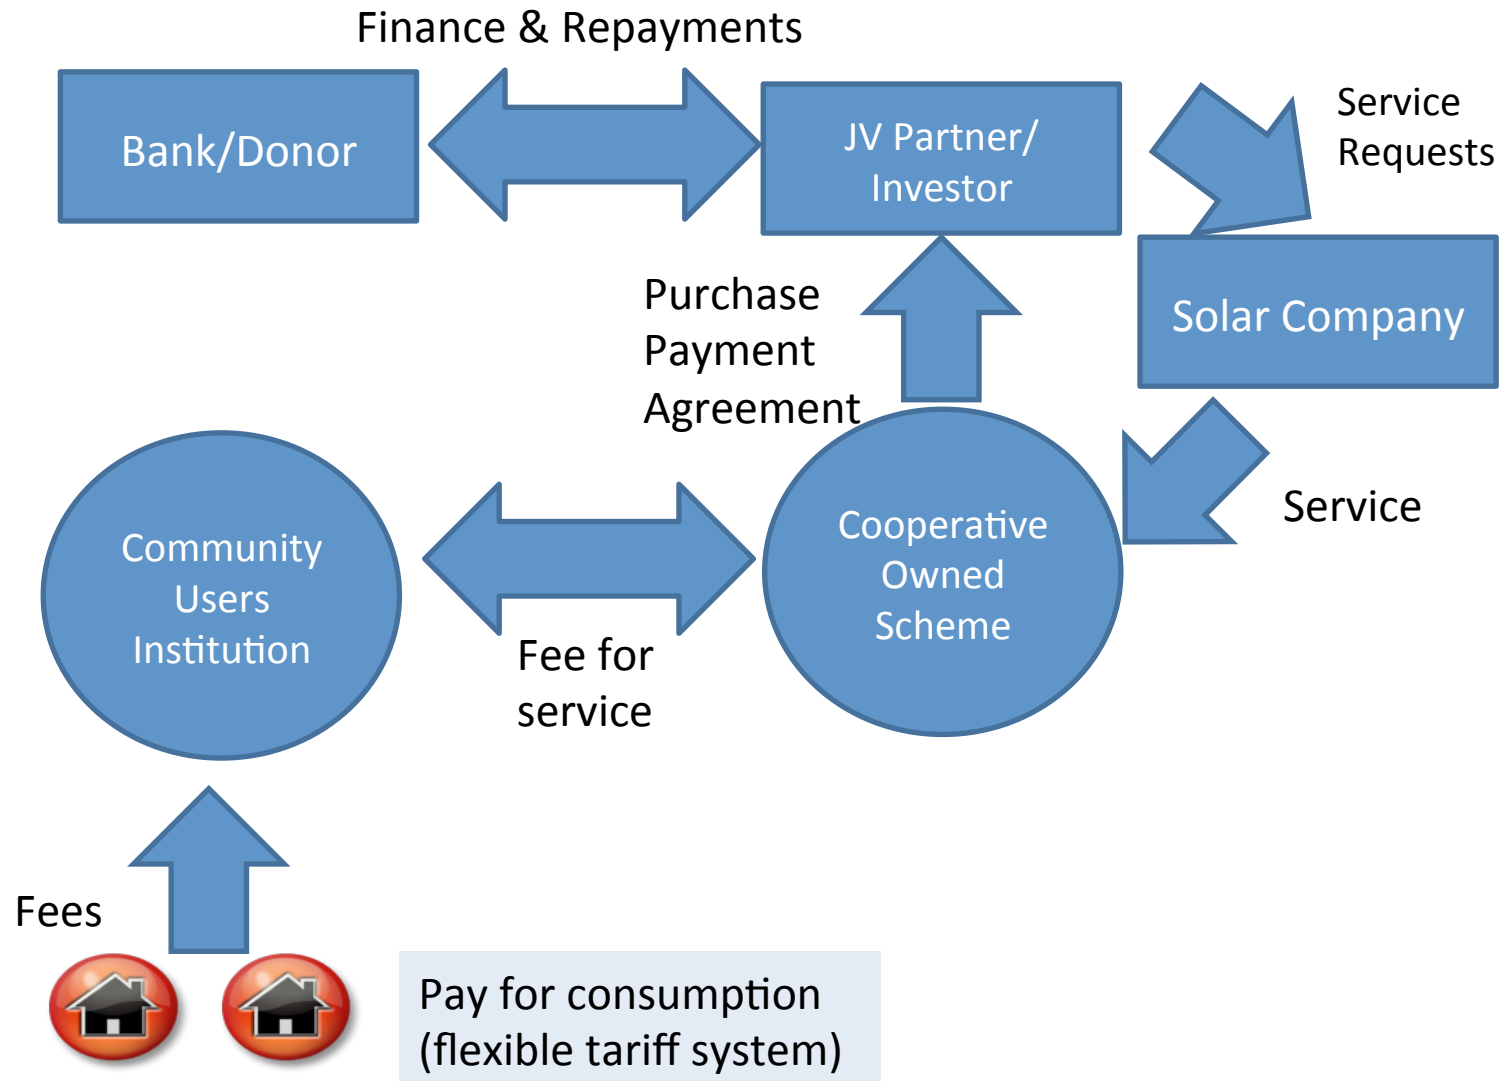 Finance & Repayments
Bank/Donor
JV Partner/
Investor
Service
Requests
Purchase
Payment
Agreement
Solar Company
Community
Users
Institution
Cooperative
Owned
Scheme
Service
Fee for
service
Fees
Pay for consumption
(flexible tariff system)